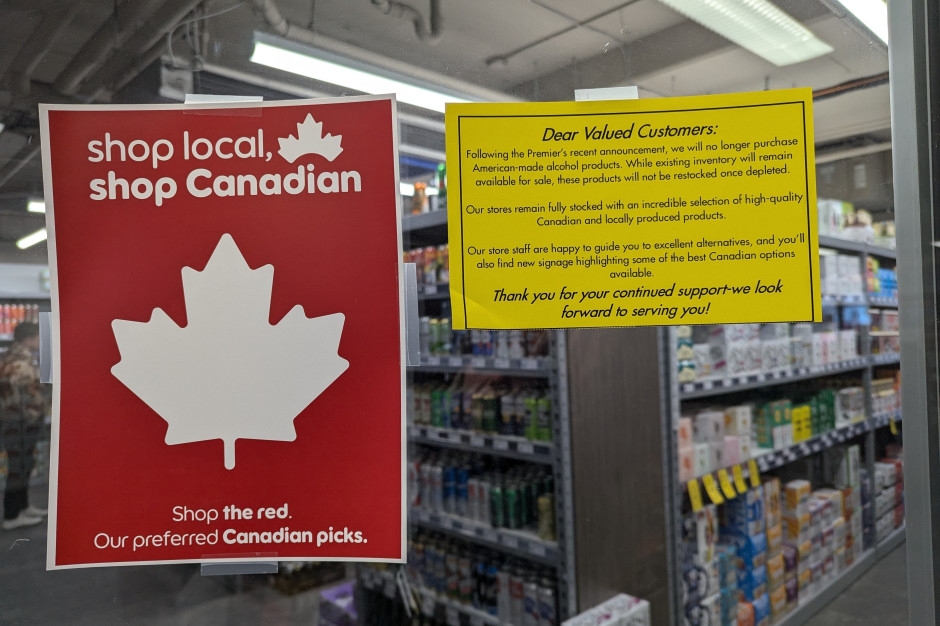 shop local,
shop Canadian
Shop the red.
Our preferred Canadian picks.
Dear Valued Customers:
Following the Premier's recent announcement, we will no longer purchase
American-made alcohol products. While existing inventory will remain
available for sale, these products will not be restocked once depleted.
Our stores remain fully stocked with an incredible selection of high-quality
Canadian and locally produced products.
Our store staff are happy to guide you to excellent alternatives, and you'll
also find new signage highlighting some of the best Canadian options
available.
Thank you for your continued support-we look
forward to serving you!